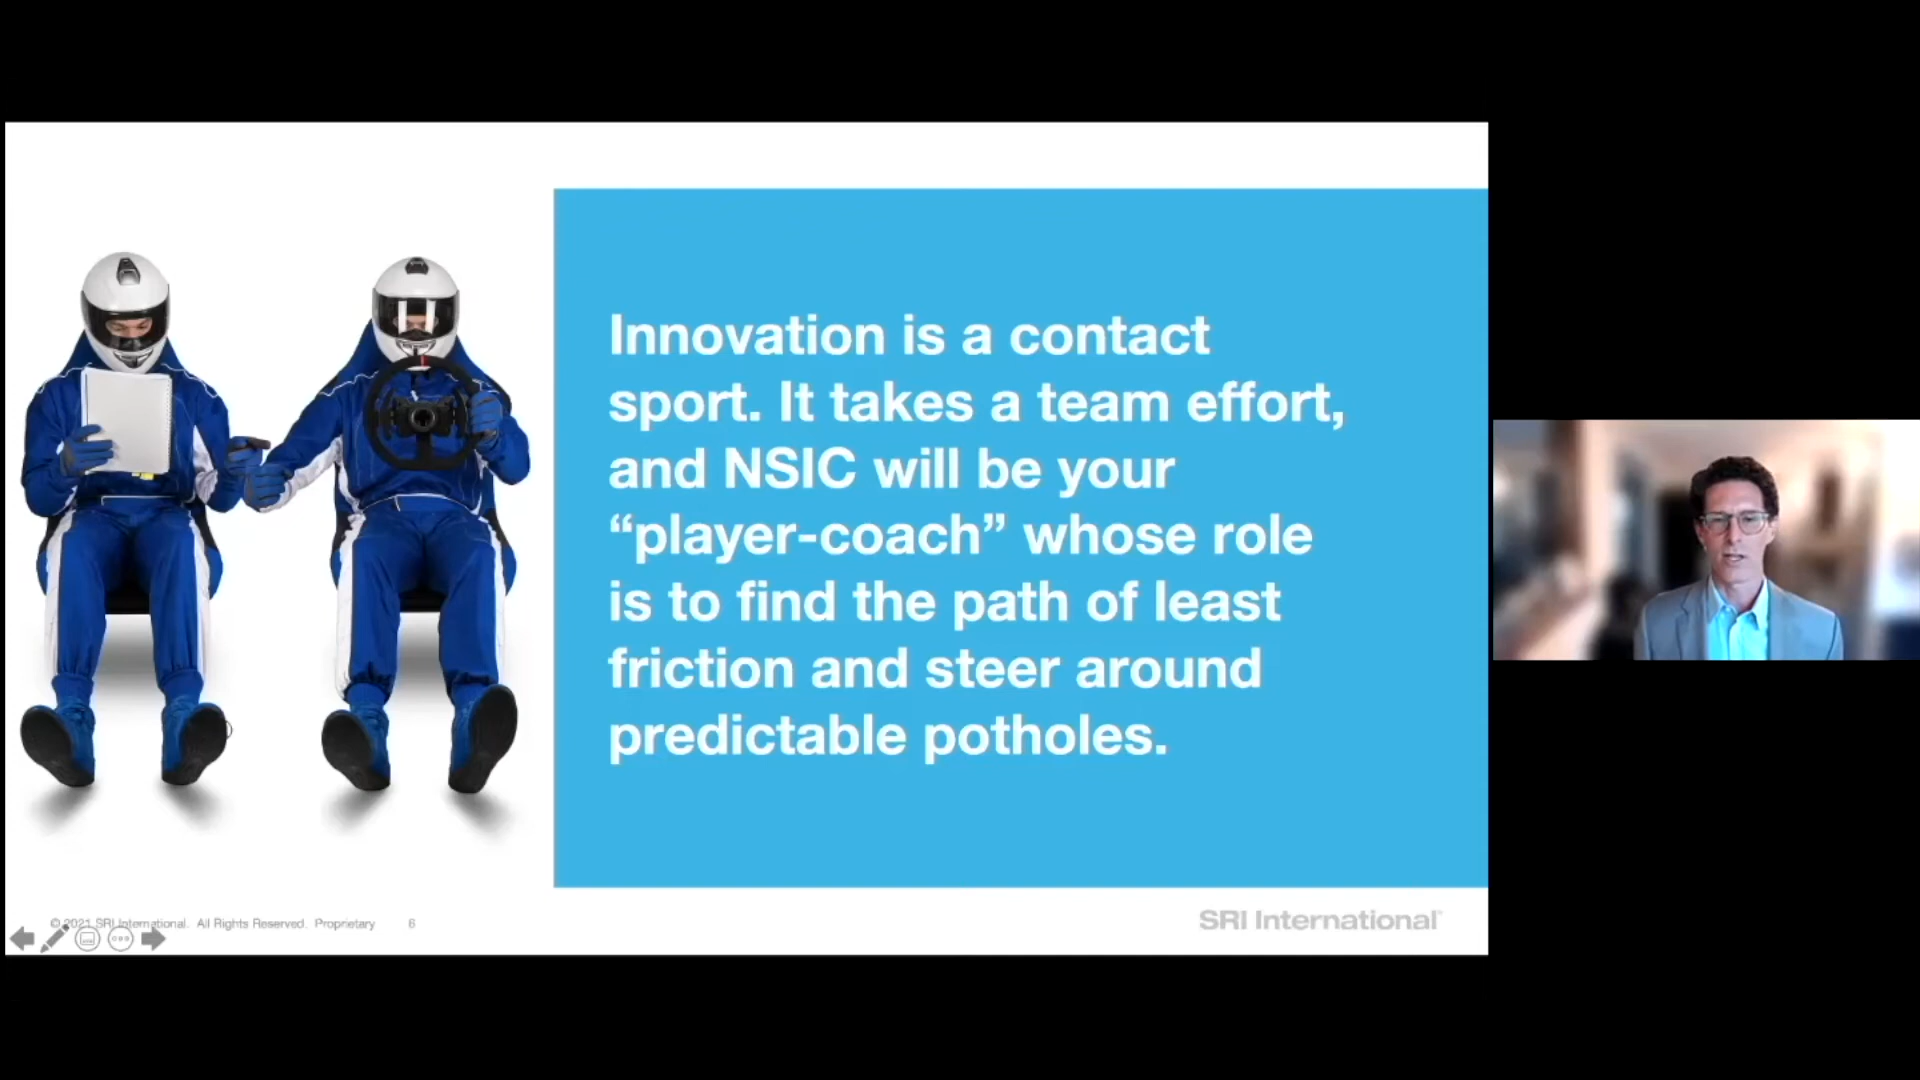 Innovation is a contact
sport. It takes a team effort,
and NSIC will be your
“player-coach” whose role
is to find the path of least
friction and steer around
predictable potholes.
© 2021 SRI International. All Rights Reserved. Proprietary 6
SRI International